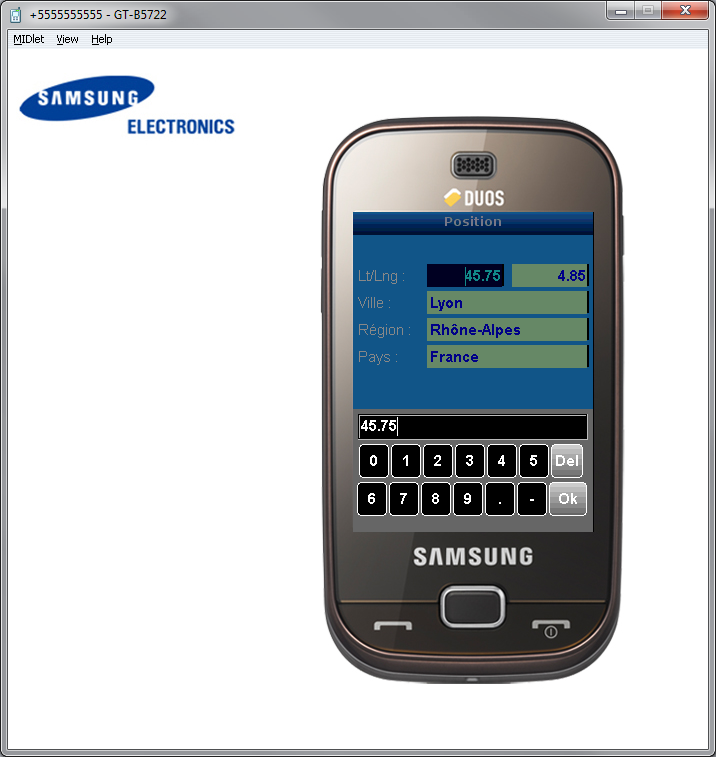 +5555555555 - GT-B5722
MIDlet View Help
SAMSUNG
ELECTRONICS
DUOS
Position
Lt/Lng : 45.75 4.85
Ville : Lyon
Région : Rhône-Alpes
Pays : France
45.75
0 1 2 3 4 5 Del
6 7 8 9 . - Ok
SAMSUNG